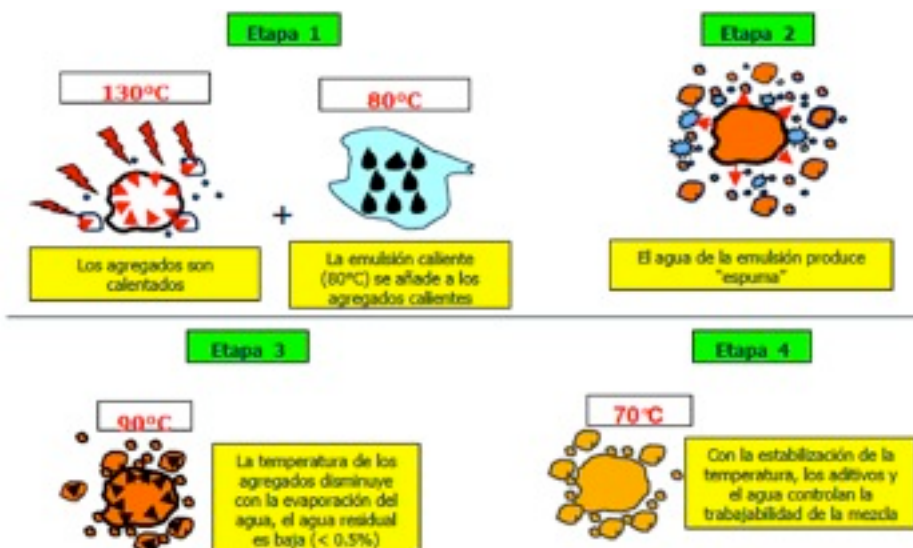 Etapa 1
130°C
80°C
Los agregados son
calentados
+
La emulsión caliente
(80°C) se añade a los
agregados calientes
Etapa 2
El agua de la emulsión produce
"espuma"
Etapa 3
90°C
La temperatura de los
agregados disminuye
con la evaporación del
agua, el agua residual
es baja (< 0.5%)
Etapa 4
70°C
Con la estabilización de la
temperatura, los aditivos y
el agua controlan la
trabajabilidad de la mezcla